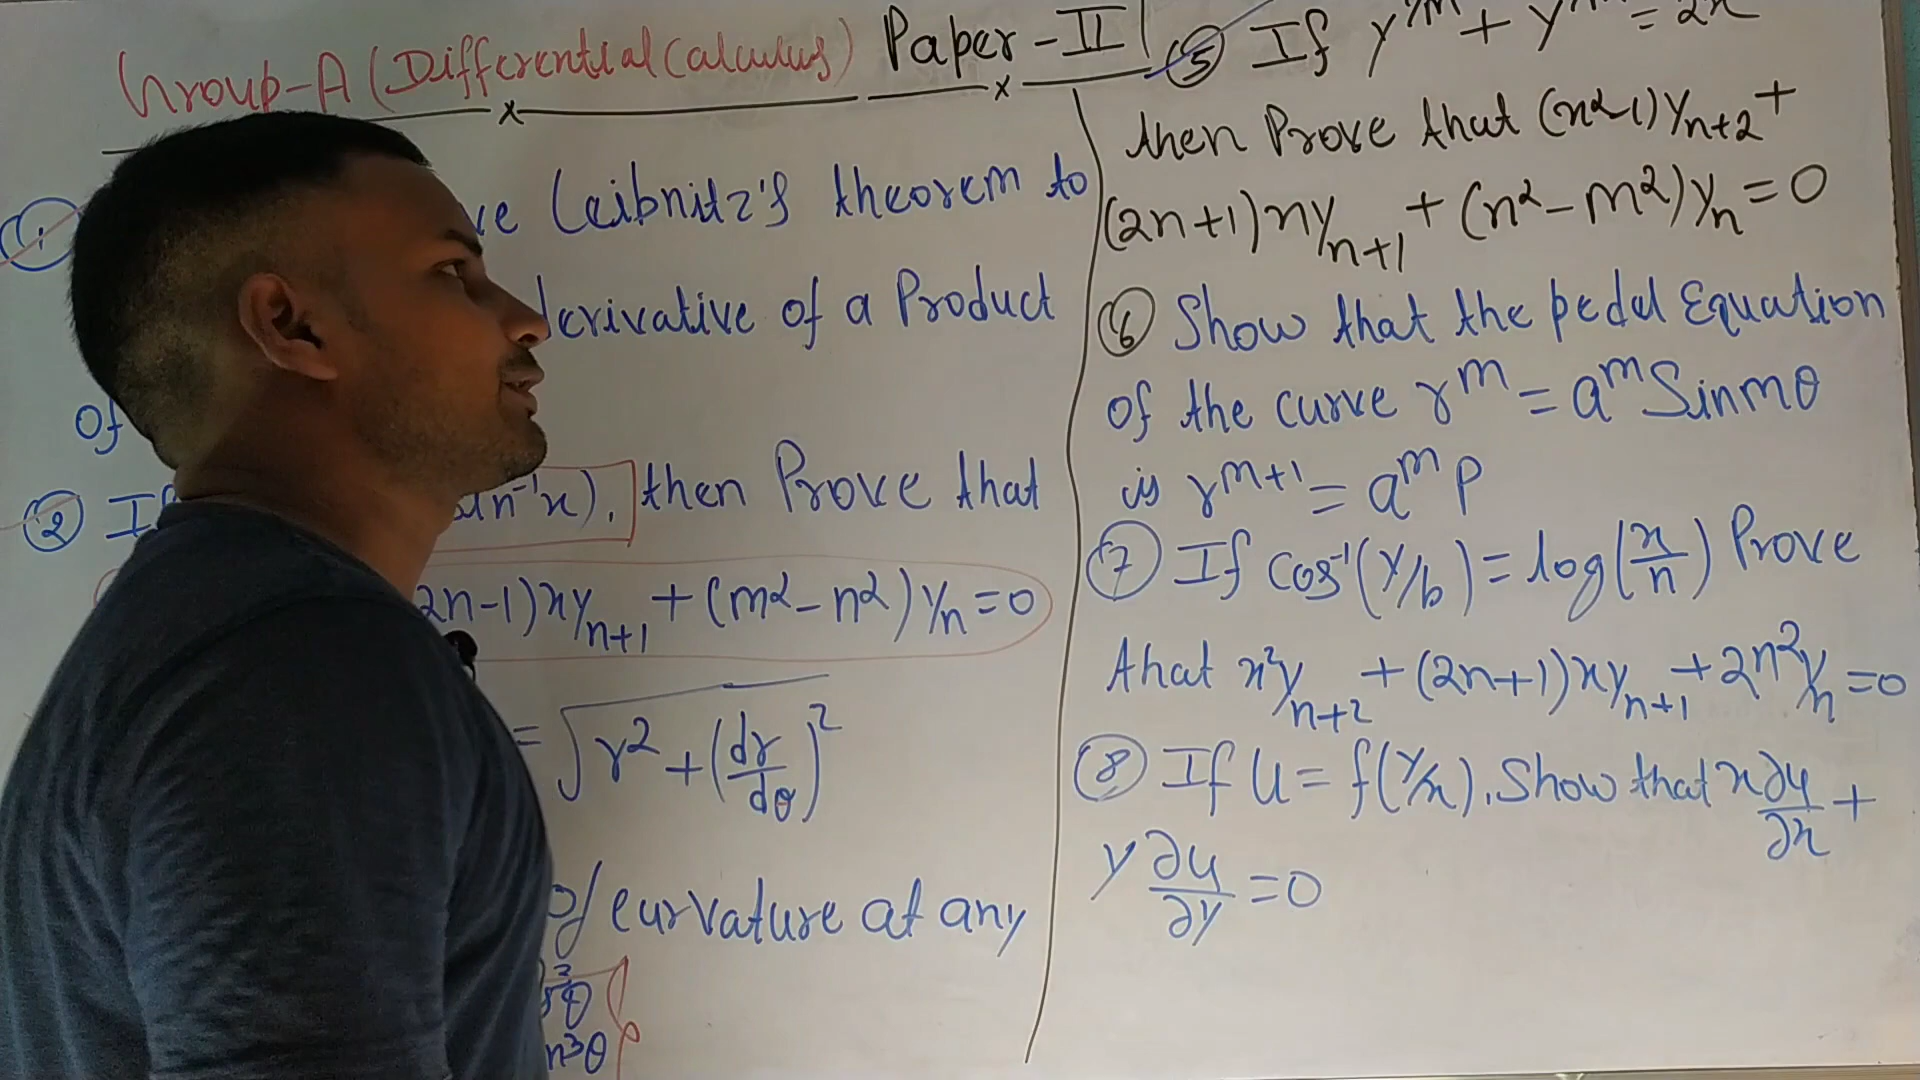 Group-A (Differential Calculus) Paper-II
① ve Leibnitz's theorem to
derivative of a Product
of
② If sin⁻¹x), then Prove that
2n-1)xy_{n+1} + (m²-n²)y_n = 0
= √(r² + (dr/dθ)²)
of curvature at any
n³θ
⑤ If y^{1/m} + y = 2x
then Prove that (x²-1)y_{n+2} +
(2n+1)xy_{n+1} + (n²-m²)y_n = 0
⑥ Show that the pedal Equation
of the curve r^m = a^m Sinmθ
is r^{m+1} = a^m p
⑦ If cos⁻¹(y/b) = log(x/n) Prove
that x²y_{n+2} + (2n+1)xy_{n+1} + 2n²y_n = 0
⑧ If u = f(y/x), Show that x ∂u/∂x +
y ∂u/∂y = 0